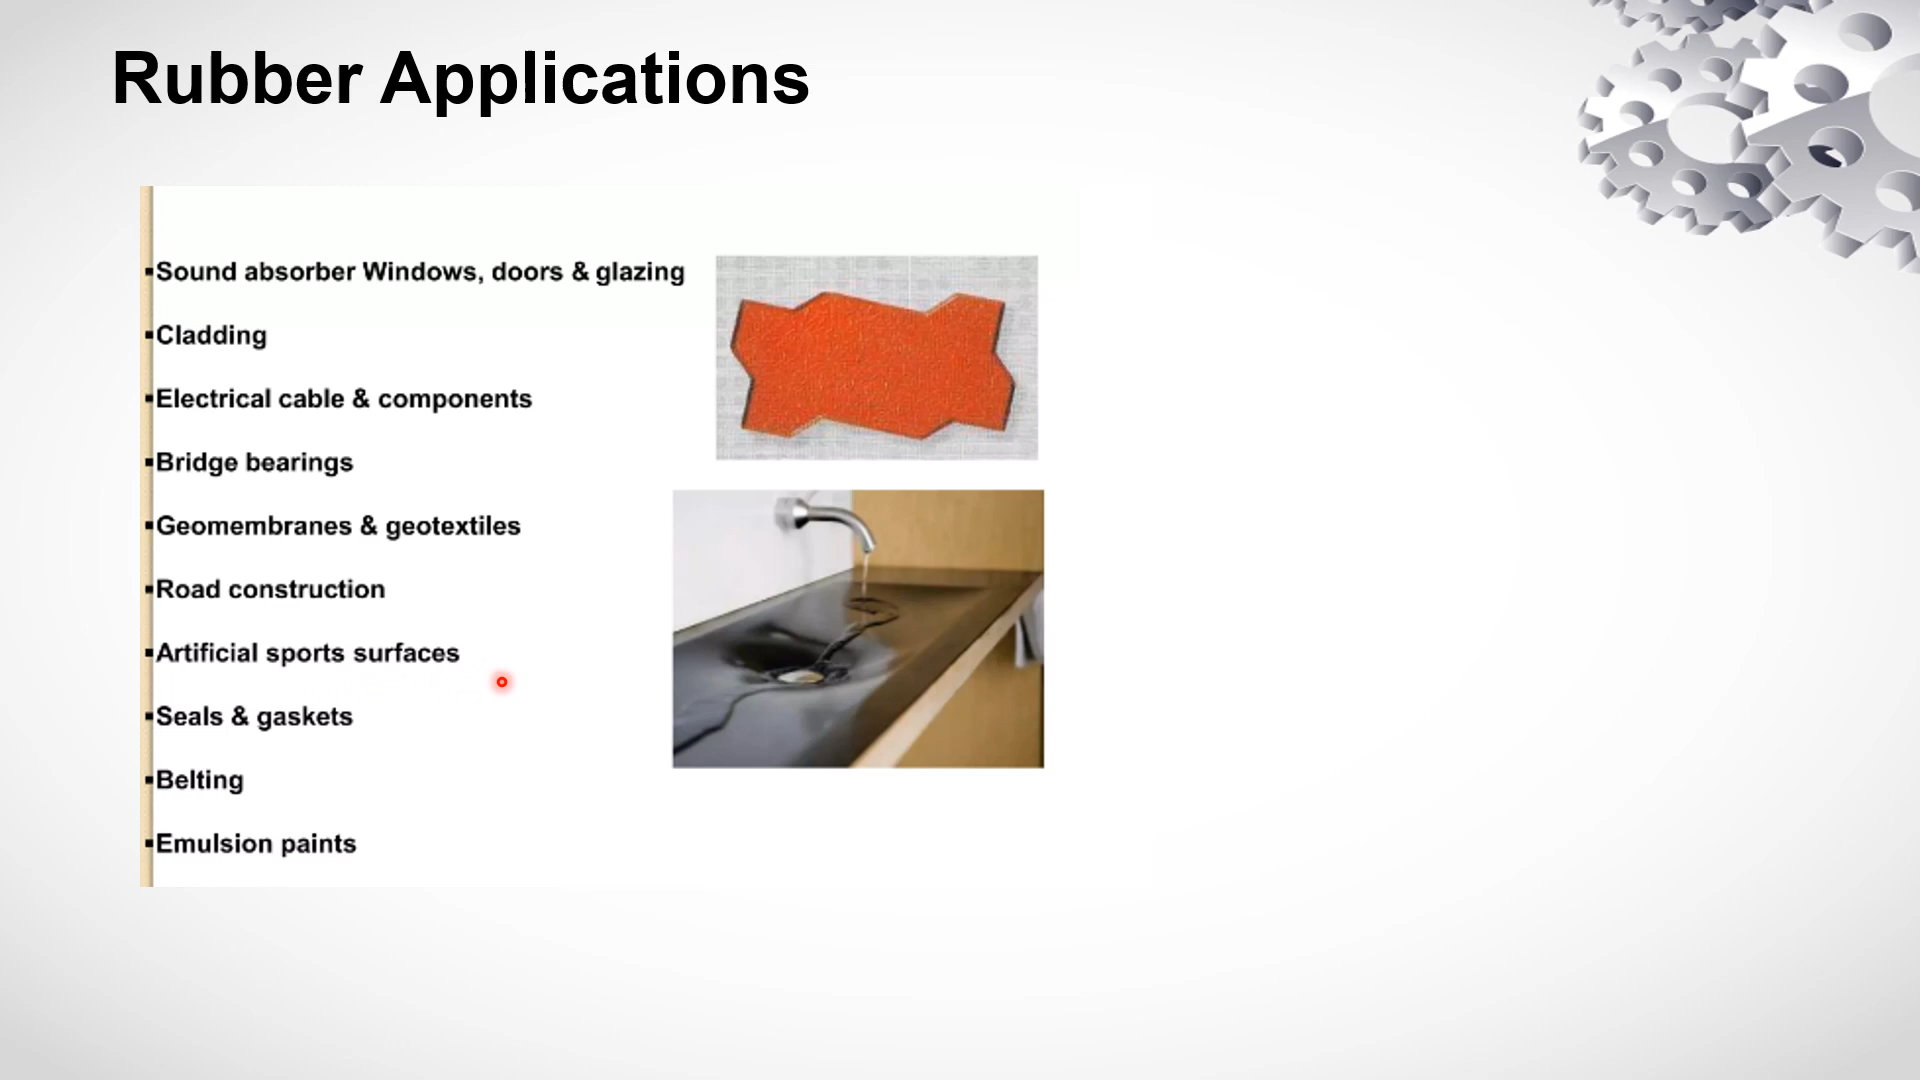 Rubber Applications
▪Sound absorber Windows, doors & glazing
▪Cladding
▪Electrical cable & components
▪Bridge bearings
▪Geomembranes & geotextiles
▪Road construction
▪Artificial sports surfaces
▪Seals & gaskets
▪Belting
▪Emulsion paints